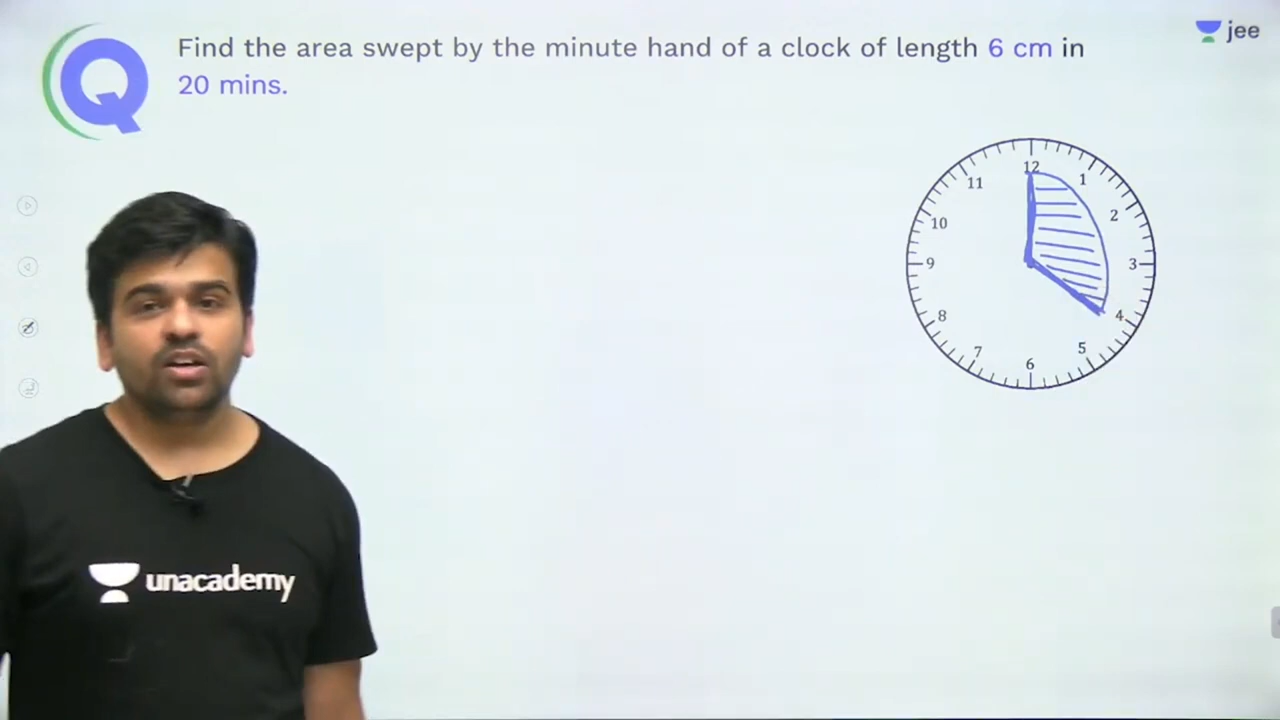 Q
Find the area swept by the minute hand of a clock of length 6 cm in
20 mins.
jee
12
11
1
10
2
9
3
8
4
7
5
6
unacademy